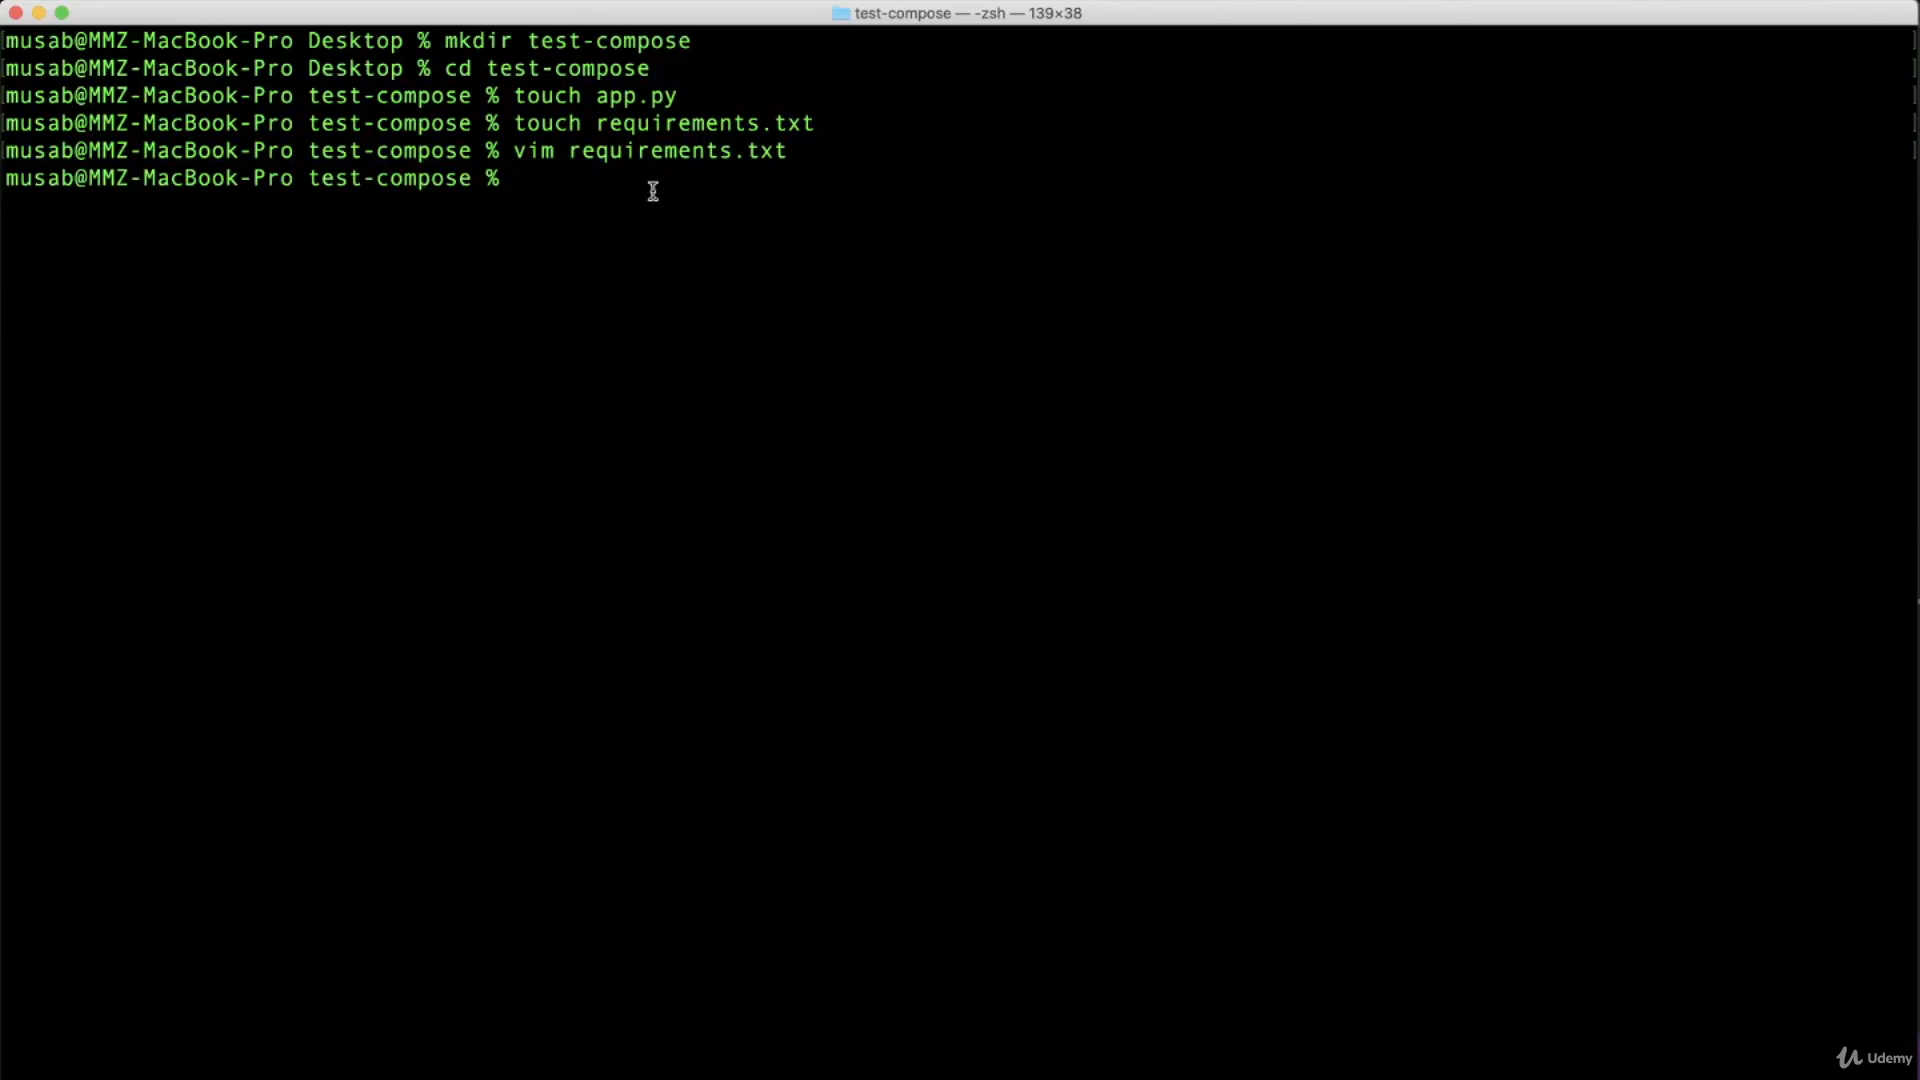 test-compose — -zsh — 139×38
musab@MMZ-MacBook-Pro Desktop % mkdir test-compose
musab@MMZ-MacBook-Pro Desktop % cd test-compose
musab@MMZ-MacBook-Pro test-compose % touch app.py
musab@MMZ-MacBook-Pro test-compose % touch requirements.txt
musab@MMZ-MacBook-Pro test-compose % vim requirements.txt
musab@MMZ-MacBook-Pro test-compose %
Udemy